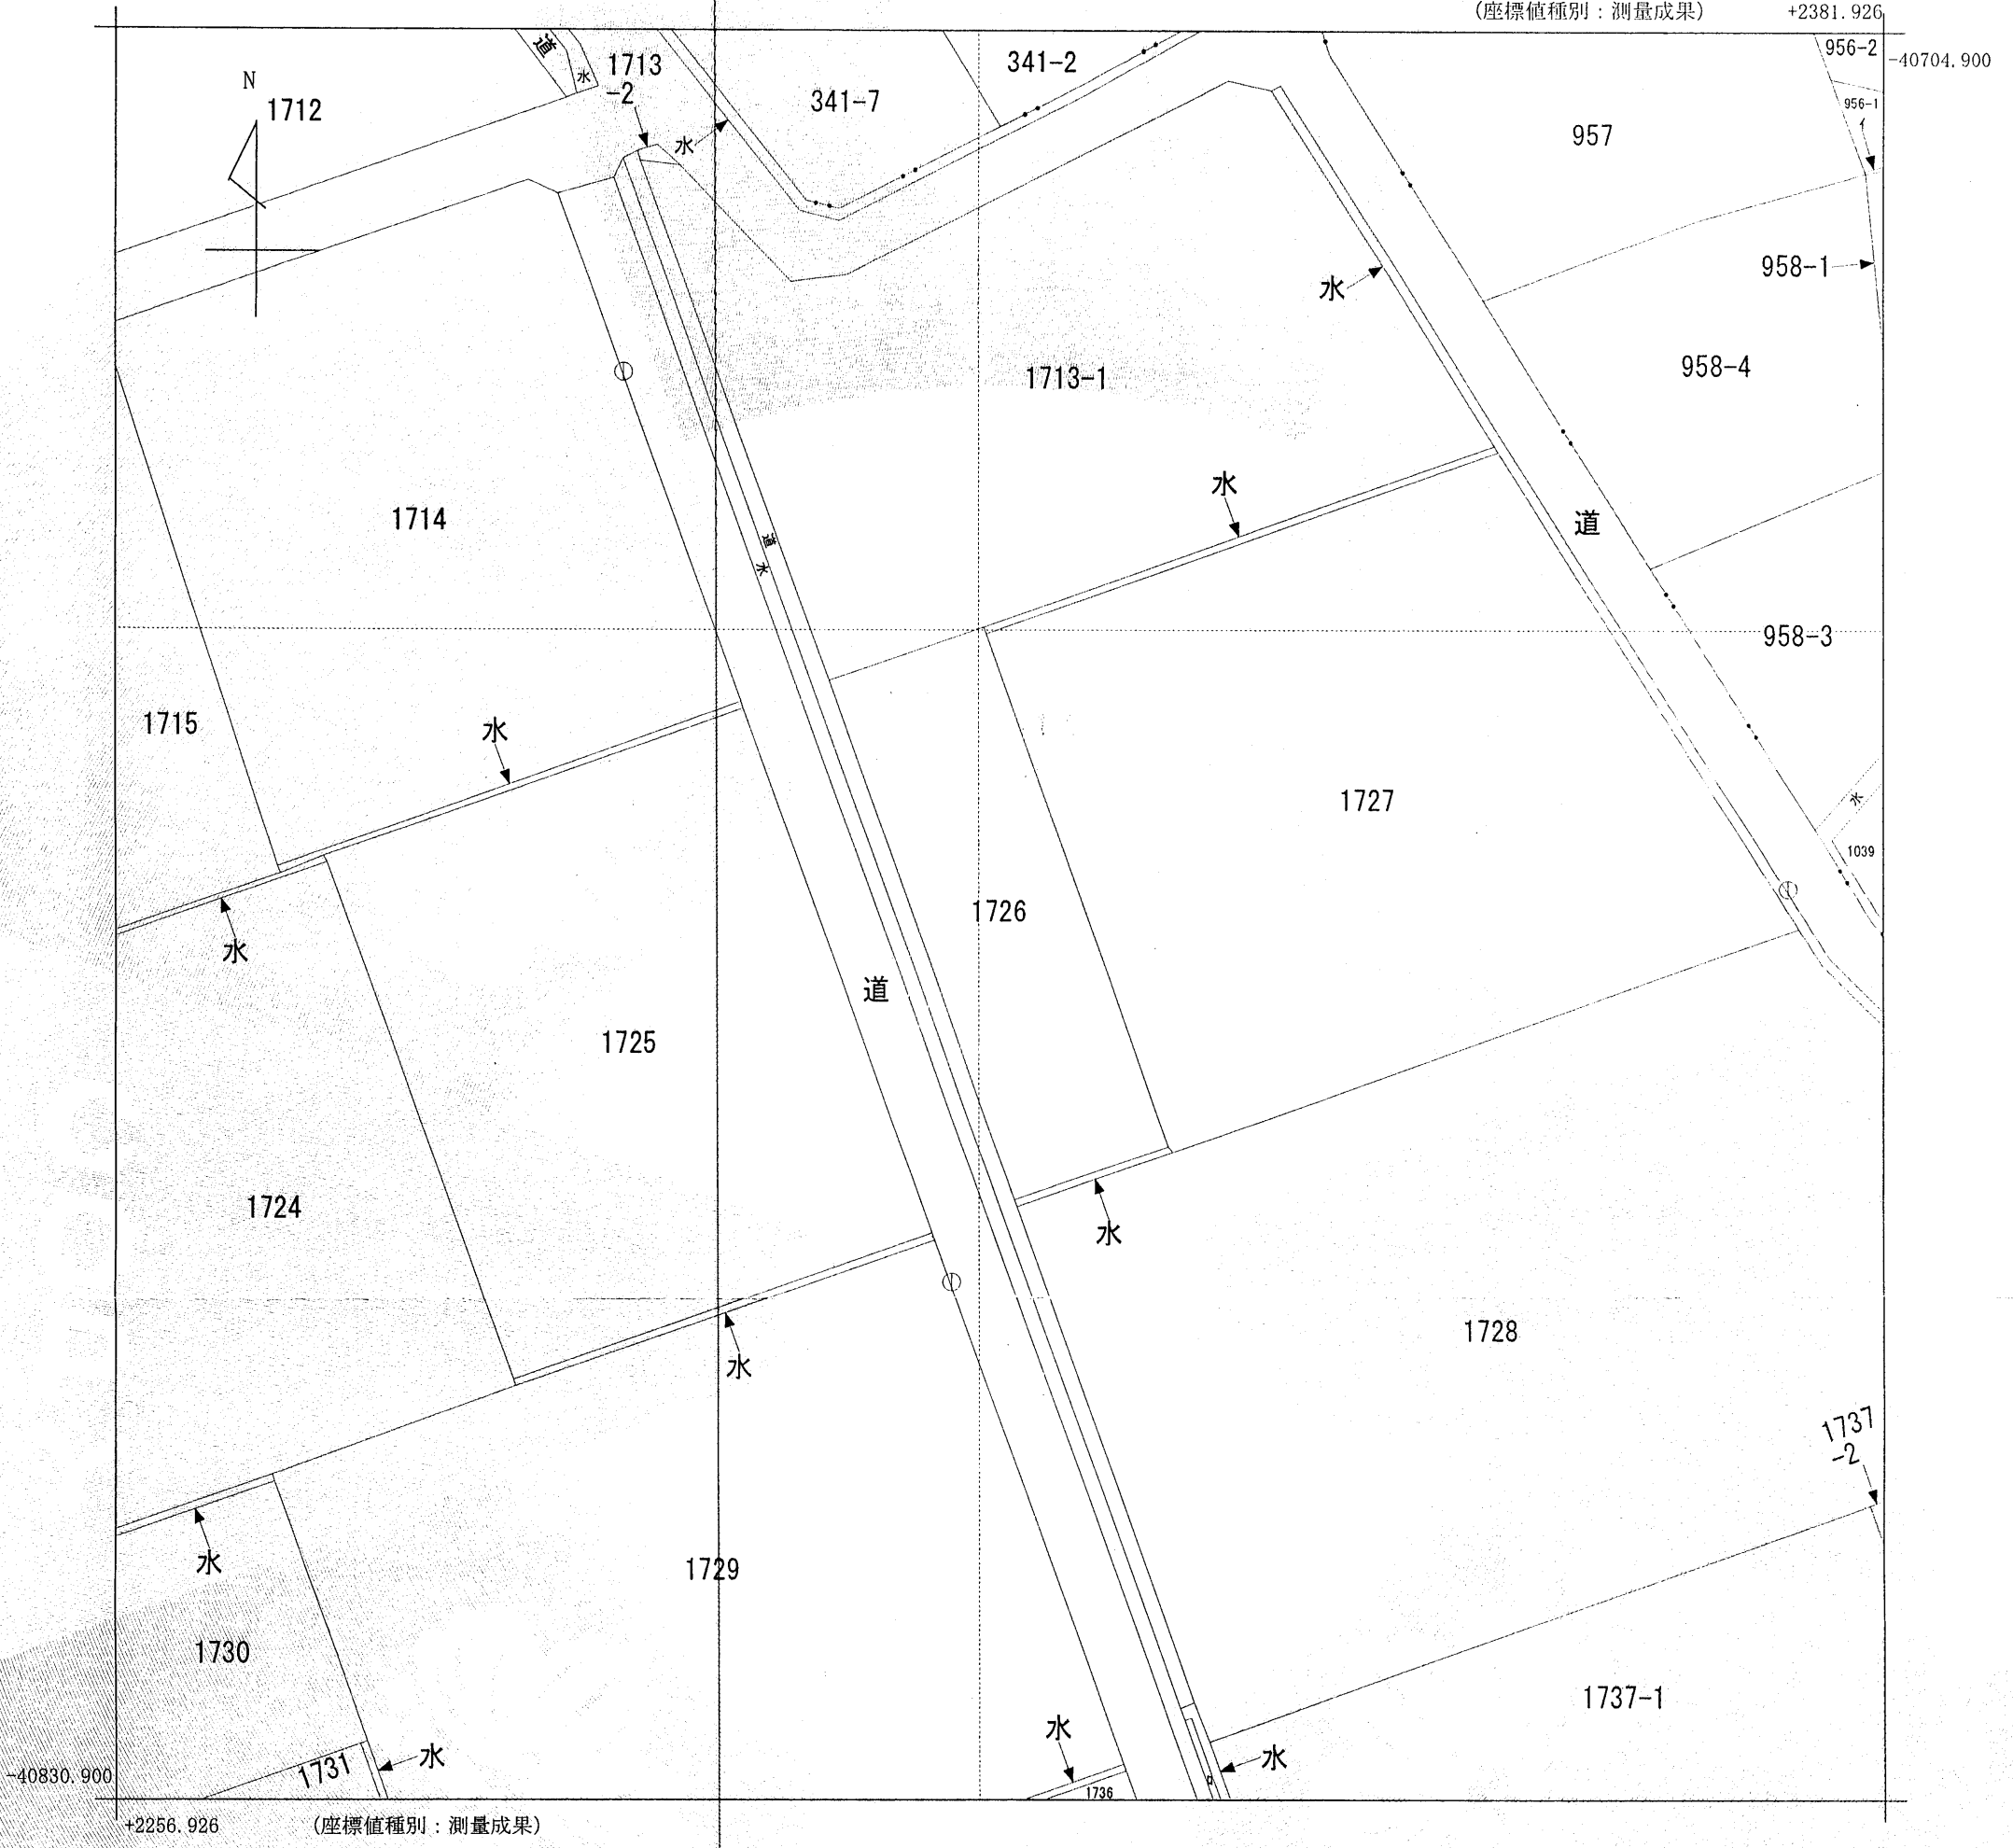 (座標値種別：測量成果)
+2381.926
-40704.900
956-2
道
水
1713
-2
341-2
341-7
N
1712
956-1
イ
957
水
958-1
水
1713-1
958-4
水
1714
道
道
水
958-3
1715
水
水
1727
1039
1726
水
道
1725
1724
水
1728
水
1737
-2
水
1729
1730
1737-1
水
水
水
1731
-40830.900
ロ
1736
+2256.926
(座標値種別：測量成果)